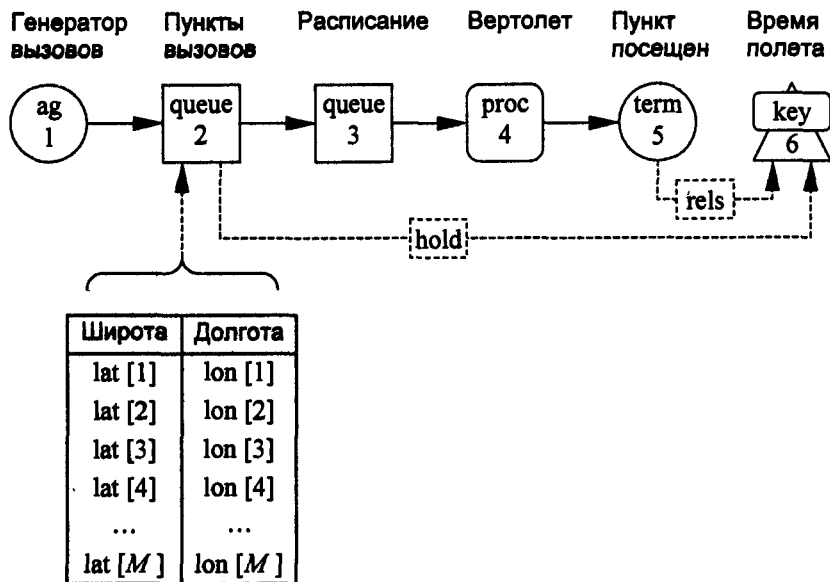 Генератор вызовов
Пункты вызовов
Расписание
Вертолет
Пункт посещен
Время полета
ag 1
queue 2
queue 3
proc 4
term 5
key 6
rels
hold
Широта Долгота
lat [1] lon [1]
lat [2] lon [2]
lat [3] lon [3]
lat [4] lon [4]
... ...
lat [M] lon [M]